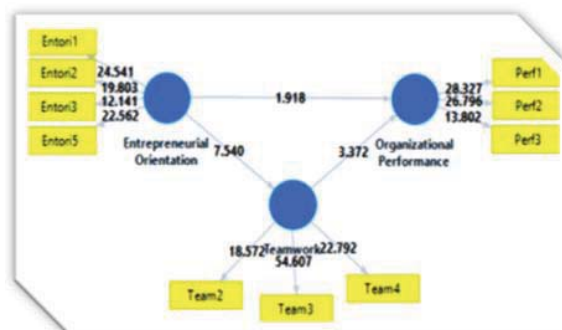 Entori1
Entori2
Entori3
Entori5
24.541
19.803
12.141
22.562
Entrepreneurial
Orientation
1.918
7.540
3.372
Organizational
Performance
28.327
26.796
13.802
Perf1
Perf2
Perf3
Teamwork
18.572
54.607
22.792
Team2
Team3
Team4